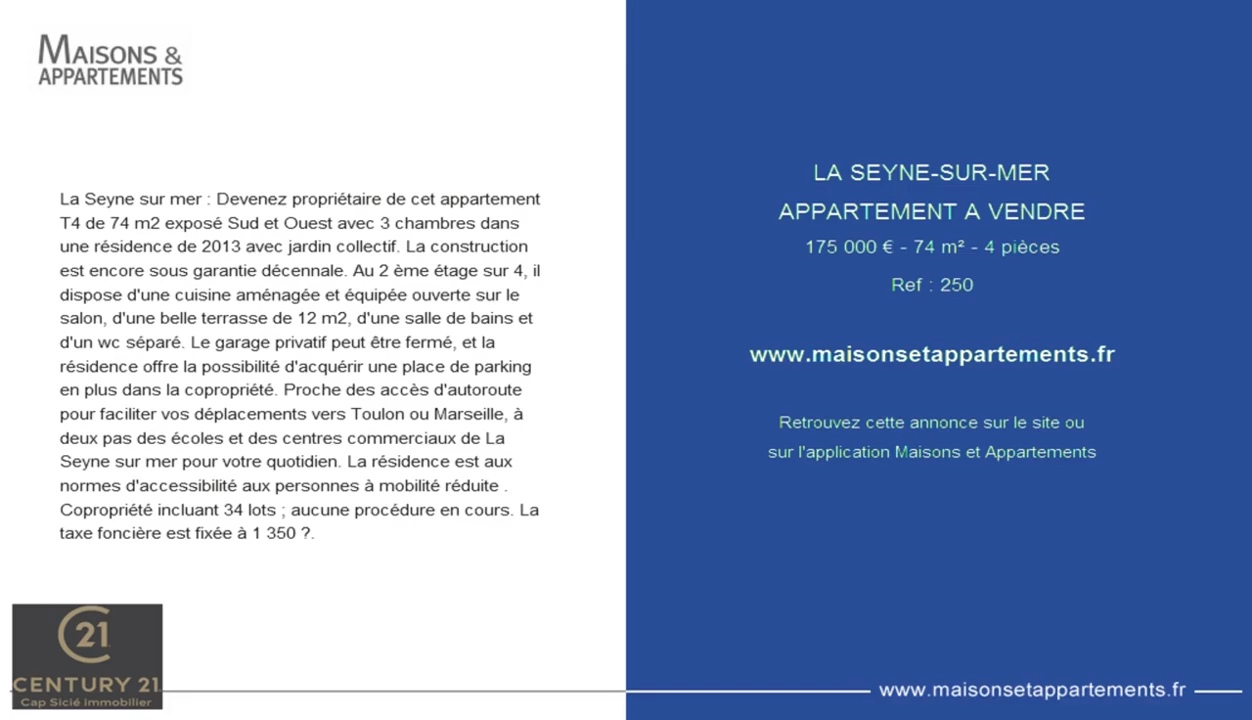 MAISONS &
APPARTEMENTS
La Seyne sur mer : Devenez propriétaire de cet appartement
T4 de 74 m2 exposé Sud et Ouest avec 3 chambres dans
une résidence de 2013 avec jardin collectif. La construction
est encore sous garantie décennale. Au 2 ème étage sur 4, il
dispose d'une cuisine aménagée et équipée ouverte sur le
salon, d'une belle terrasse de 12 m2, d'une salle de bains et
d'un wc séparé. Le garage privatif peut être fermé, et la
résidence offre la possibilité d'acquérir une place de parking
en plus dans la copropriété. Proche des accès d'autoroute
pour faciliter vos déplacements vers Toulon ou Marseille, à
deux pas des écoles et des centres commerciaux de La
Seyne sur mer pour votre quotidien. La résidence est aux
normes d'accessibilité aux personnes à mobilité réduite .
Copropriété incluant 34 lots ; aucune procédure en cours. La
taxe foncière est fixée à 1 350 ?.
C21
CENTURY 21.
Cap Sicié immobilier
LA SEYNE-SUR-MER
APPARTEMENT A VENDRE
175 000 € - 74 m² - 4 pièces
Ref : 250
www.maisonsetappartements.fr
Retrouvez cette annonce sur le site ou
sur l'application Maisons et Appartements
www.maisonsetappartements.fr